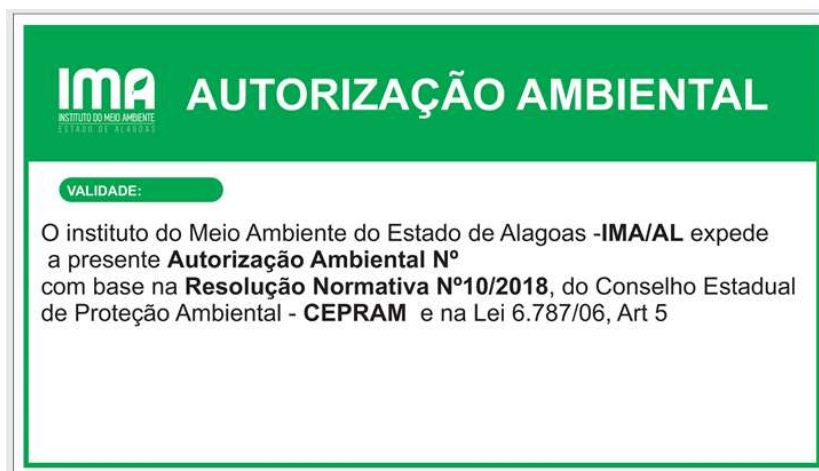 IMA
INSTITUTO DO MEIO AMBIENTE
ESTADO DE ALAGOAS
AUTORIZAÇÃO AMBIENTAL
VALIDADE:
O instituto do Meio Ambiente do Estado de Alagoas -IMA/AL expede
a presente Autorização Ambiental Nº
com base na Resolução Normativa Nº10/2018, do Conselho Estadual
de Proteção Ambiental - CEPRAM e na Lei 6.787/06, Art 5